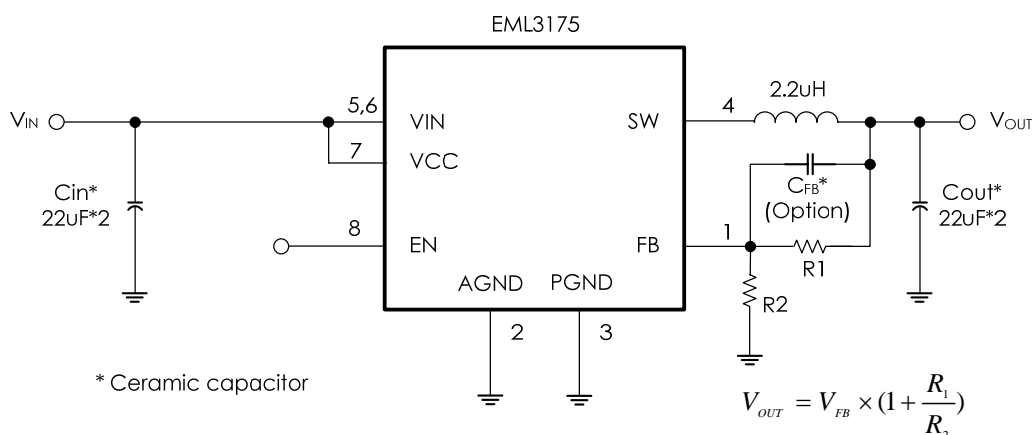 EML3175
VIN
VOUT
2.2uH
5,6
VIN
SW
4
7
VCC
Cin*
22uF*2
CFB*
(Option)
Cout*
22uF*2
8
EN
FB
1
R1
R2
AGND
PGND
2
3
* Ceramic capacitor
VOUT = VFB × (1 + R1 / R2)